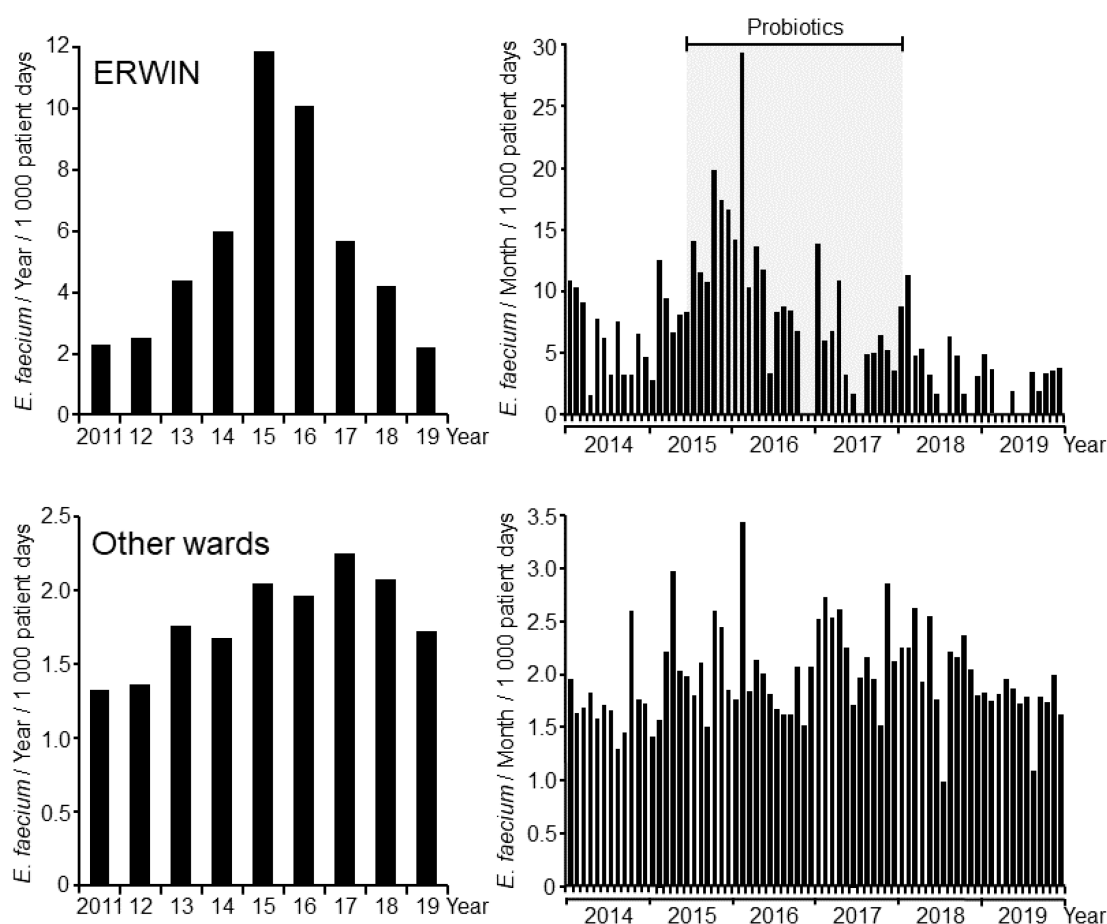 ERWIN
E. faecium / Year / 1 000 patient days
12
10
8
6
4
2
0
2011 12 13 14 15 16 17 18 19 Year
Probiotics
E. faecium / Month / 1 000 patient days
30
25
20
15
10
5
0
2014 2015 2016 2017 2018 2019 Year
Other wards
E. faecium / Year / 1 000 patient days
2.5
2.0
1.5
1.0
0.5
0
2011 12 13 14 15 16 17 18 19 Year
E. faecium / Month / 1 000 patient days
3.5
3.0
2.5
2.0
1.5
1.0
0.5
0
2014 2015 2016 2017 2018 2019 Year